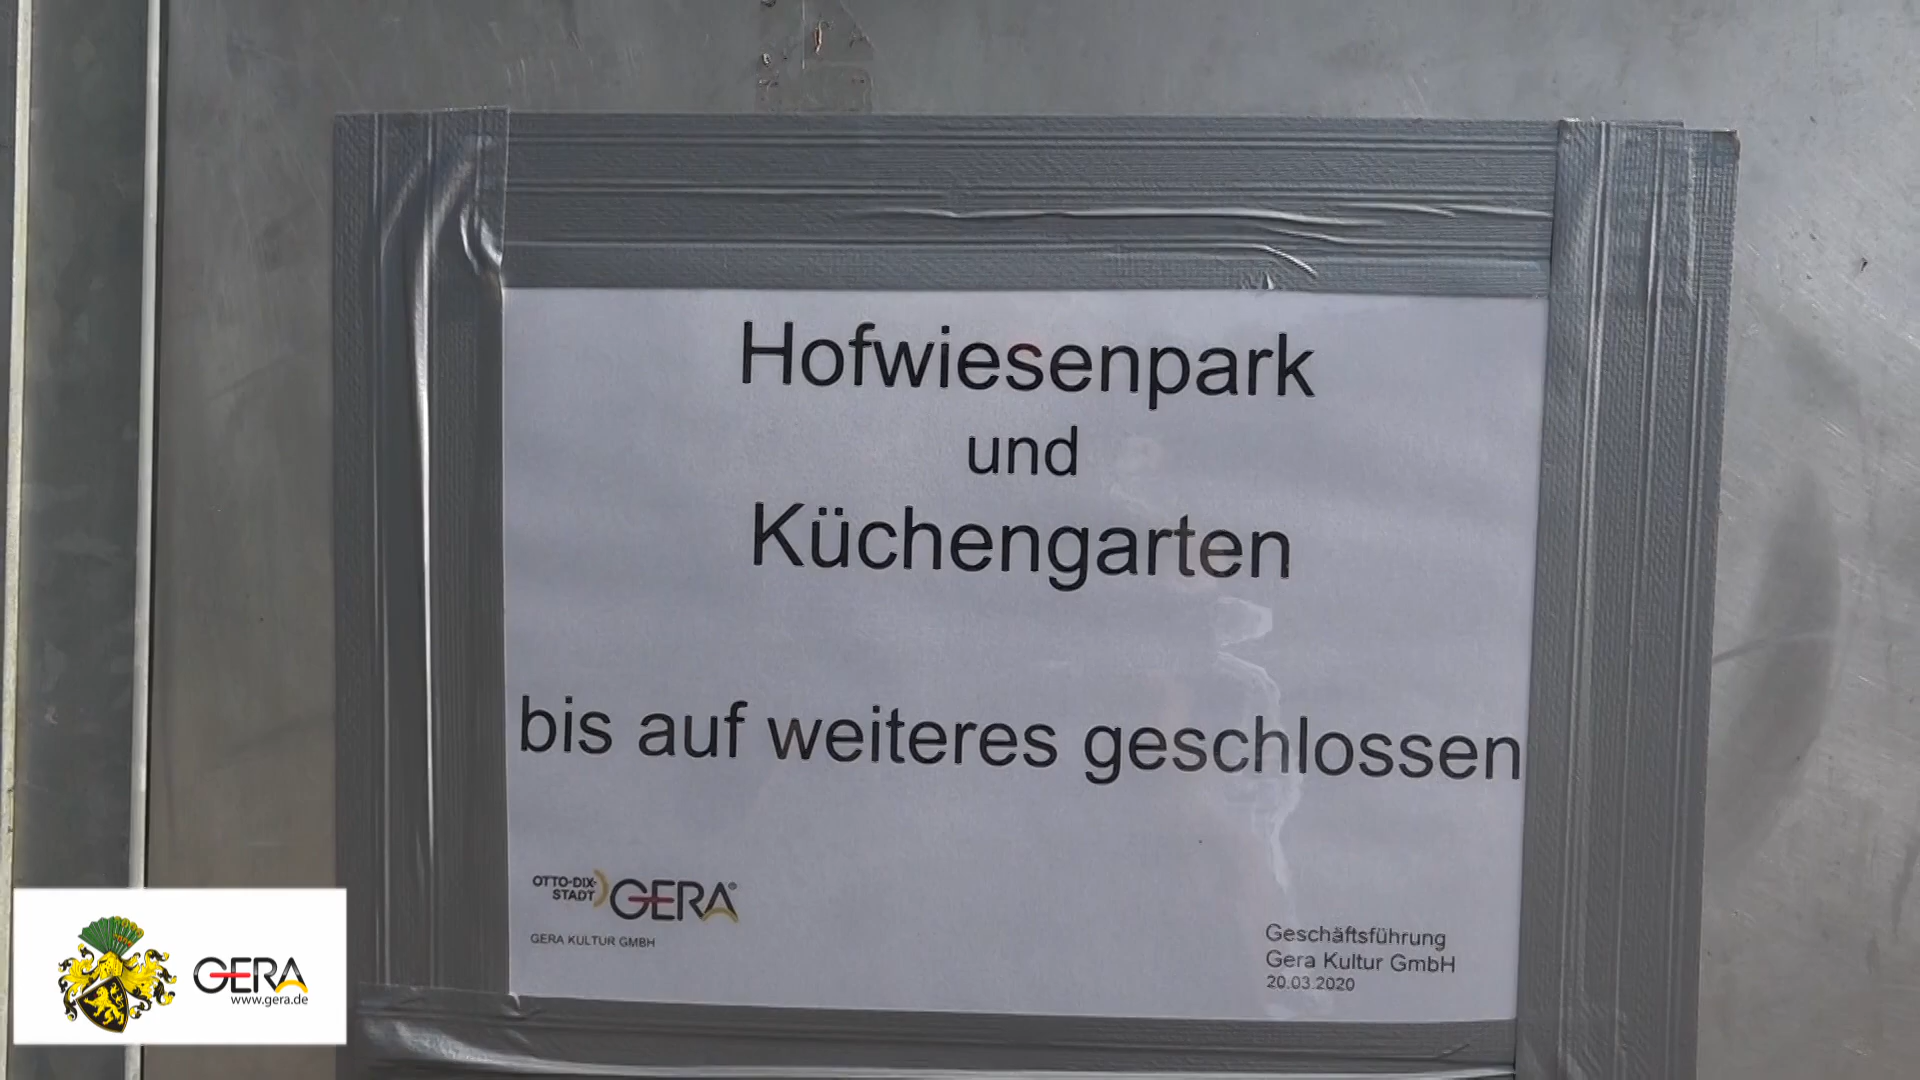 Hofwiesenpark
und
Küchengarten
bis auf weiteres geschlossen
OTTO-DIX-
STADT
GERA®
GERA KULTUR GMBH
Geschäftsführung
Gera Kultur GmbH
20.03.2020
GERA
www.gera.de